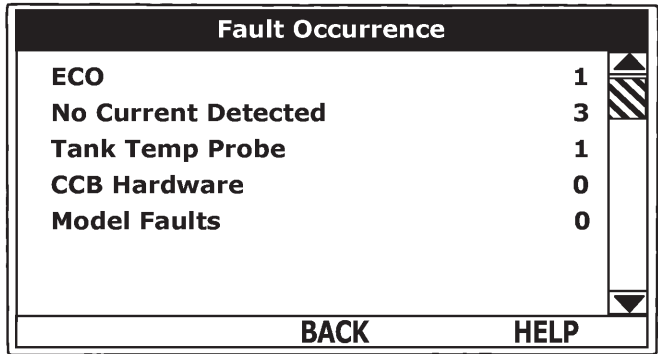 Fault Occurrence
ECO 1
No Current Detected 3
Tank Temp Probe 1
CCB Hardware 0
Model Faults 0
BACK HELP